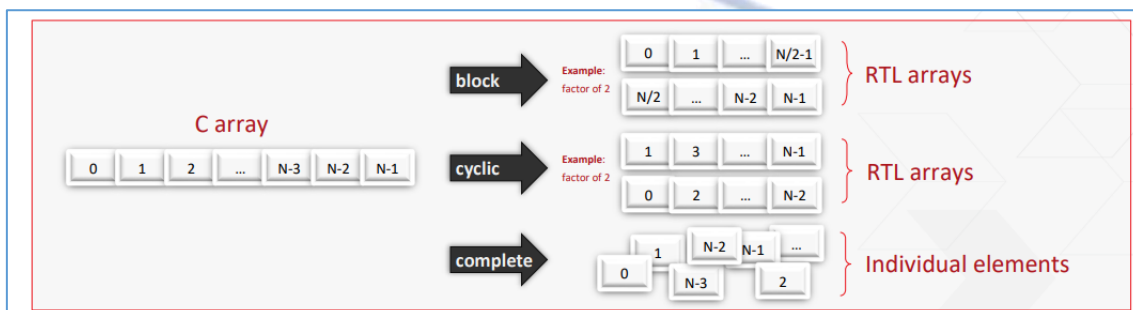 C array
0 1 2 ... N-3 N-2 N-1
block
Example:
factor of 2
0 1 ... N/2-1
N/2 ... N-2 N-1
RTL arrays
cyclic
Example:
factor of 2
1 3 ... N-1
0 2 ... N-2
RTL arrays
complete
1 N-2 N-1 ...
0 N-3 2
Individual elements